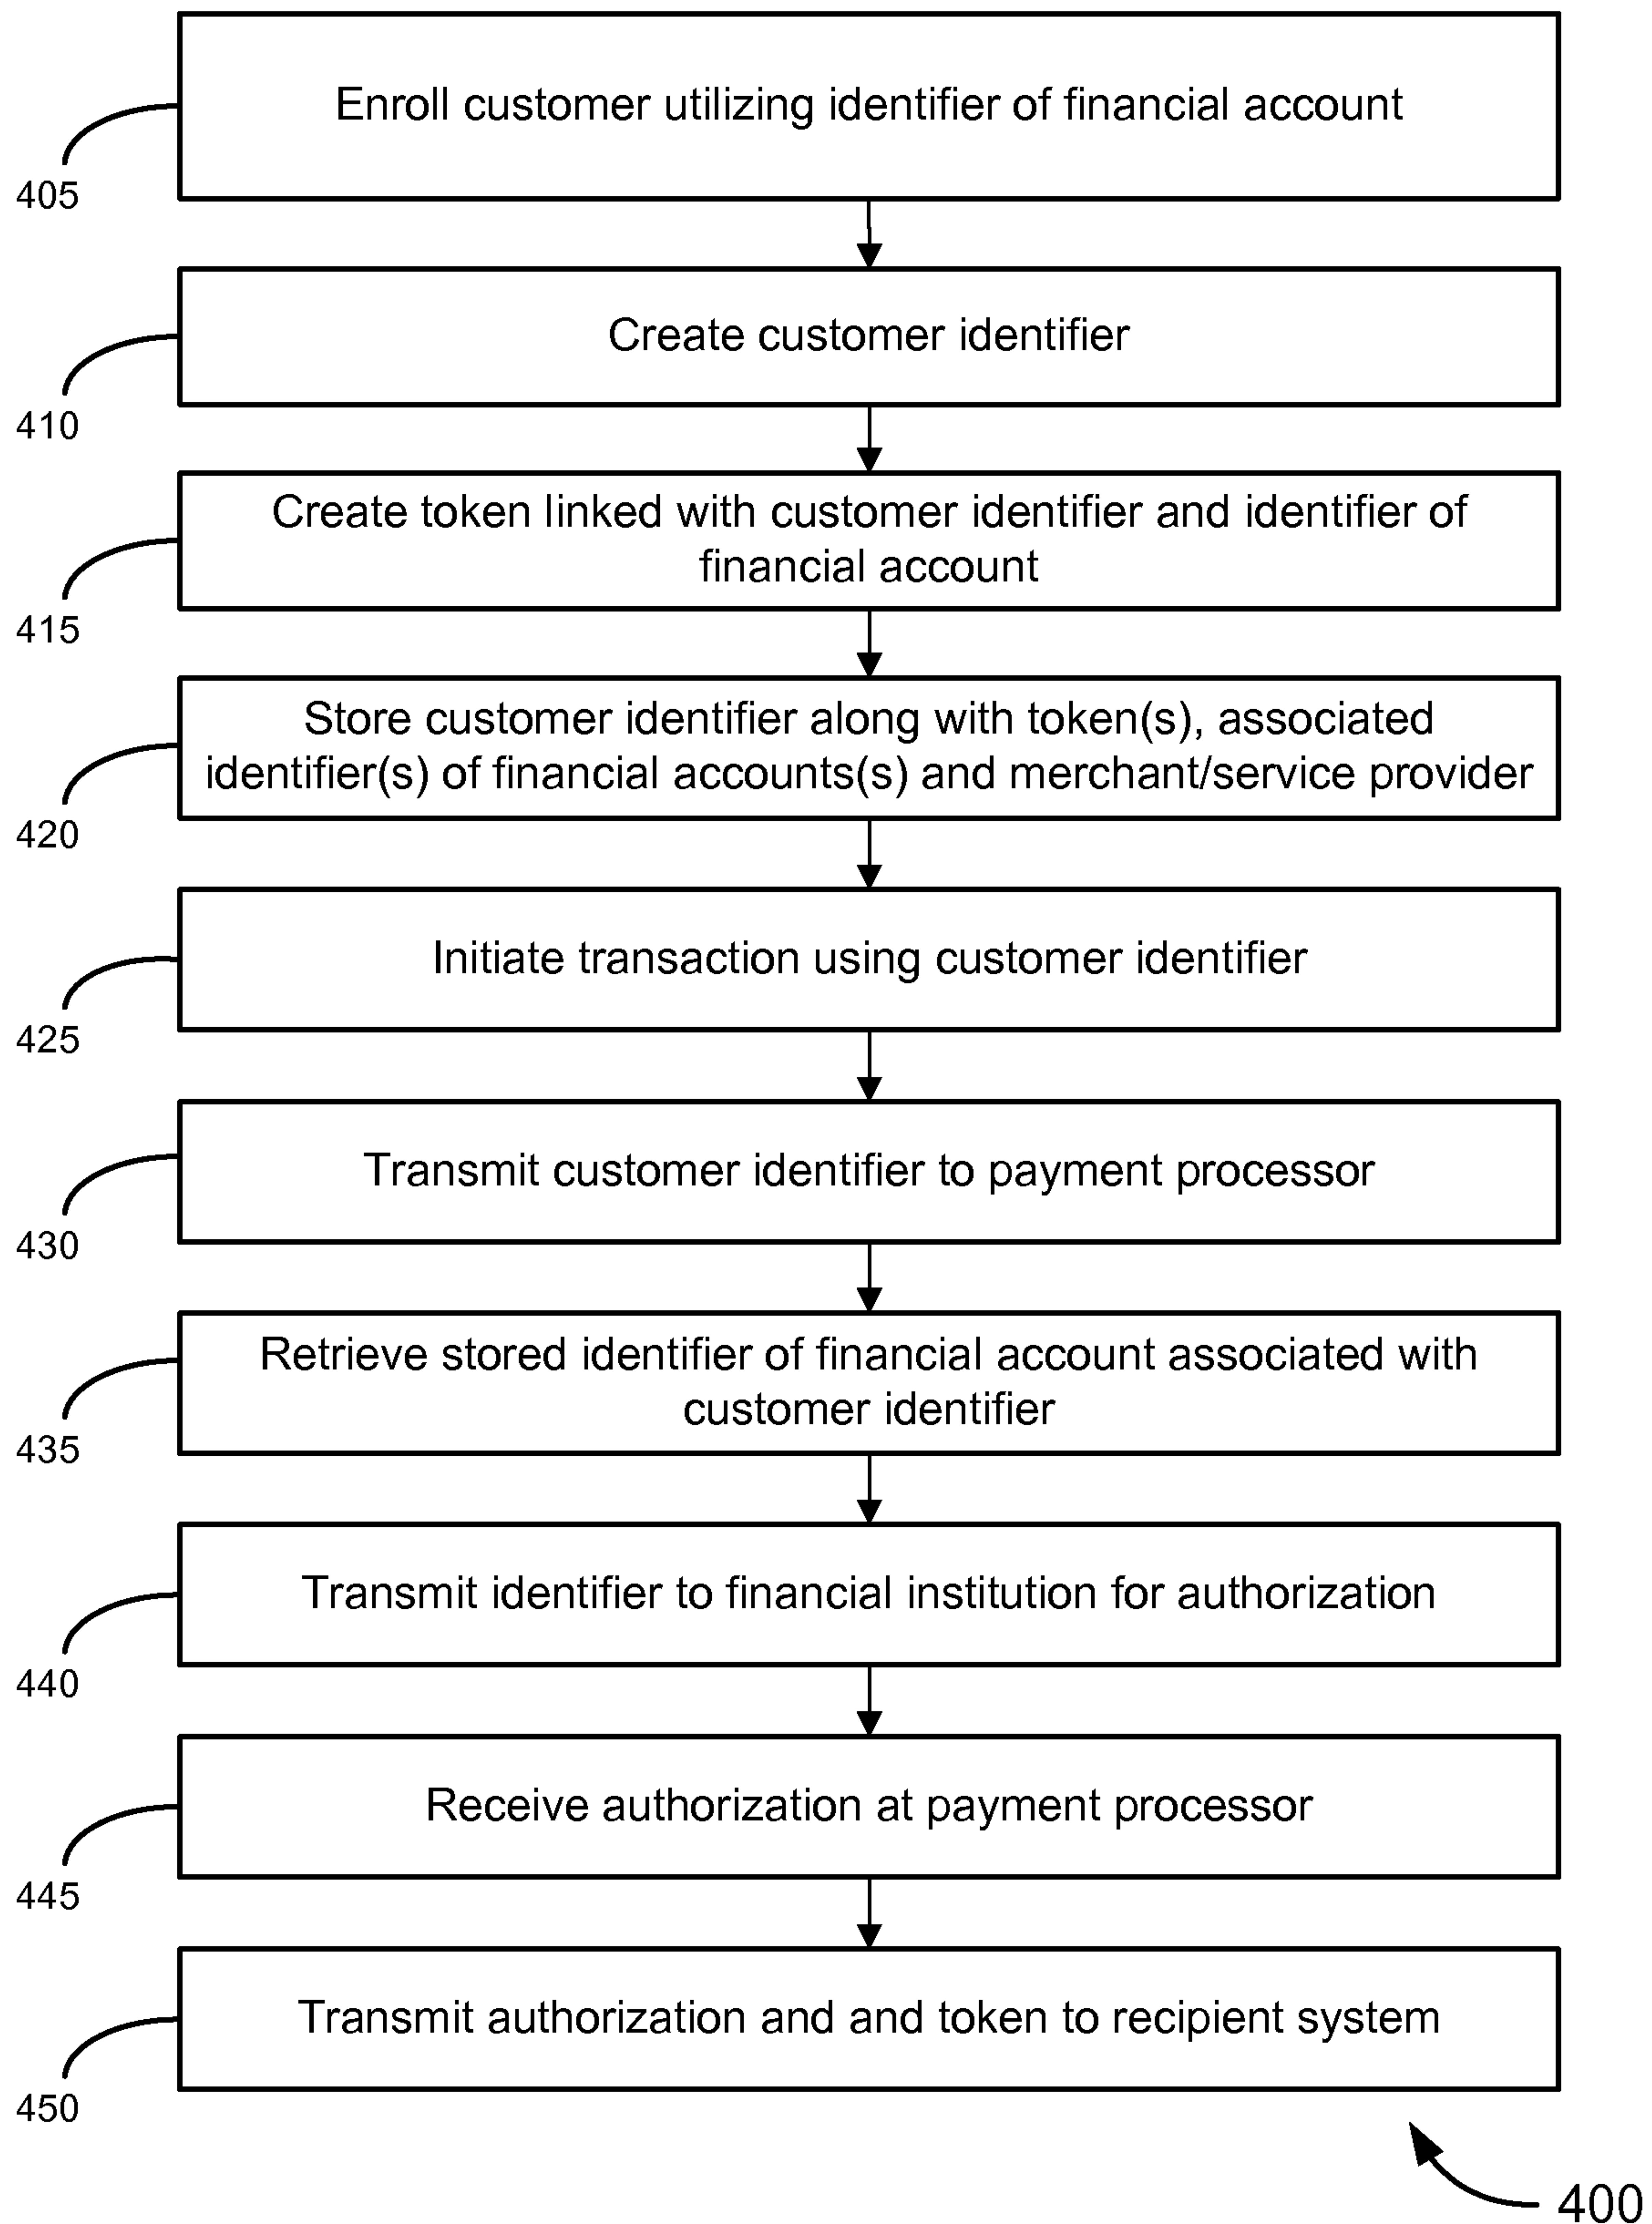 Enroll customer utilizing identifier of financial account
405
Create customer identifier
410
Create token linked with customer identifier and identifier of
financial account
415
Store customer identifier along with token(s), associated
identifier(s) of financial accounts(s) and merchant/service provider
420
Initiate transaction using customer identifier
425
Transmit customer identifier to payment processor
430
Retrieve stored identifier of financial account associated with
customer identifier
435
Transmit identifier to financial institution for authorization
440
Receive authorization at payment processor
445
Transmit authorization and and token to recipient system
450
400